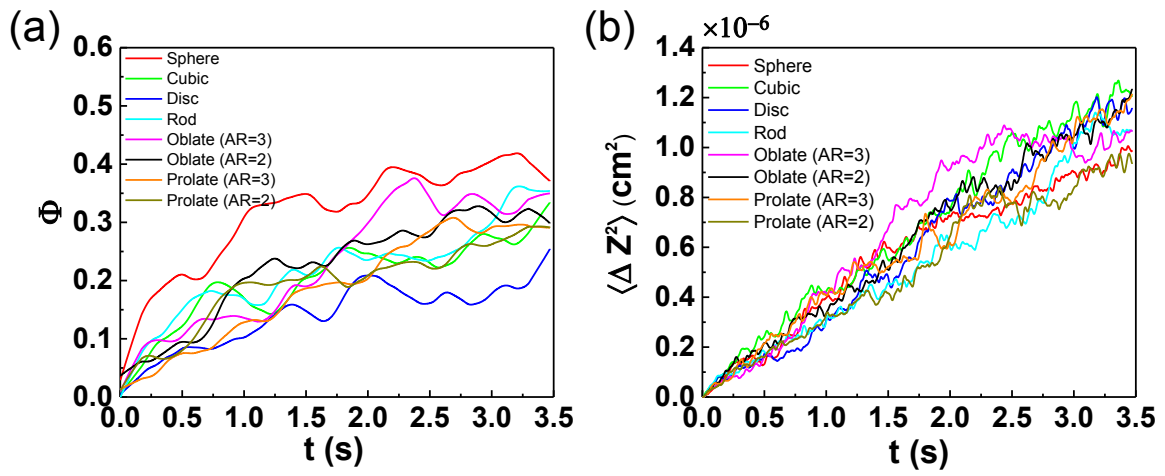 (a)
Φ
0.6
0.5
0.4
0.3
0.2
0.1
0.0
Sphere
Cubic
Disc
Rod
Oblate (AR=3)
Oblate (AR=2)
Prolate (AR=3)
Prolate (AR=2)
0.0 0.5 1.0 1.5 2.0 2.5 3.0 3.5
t (s)
(b)
×10⁻⁶
⟨Δ Z²⟩ (cm²)
1.4
1.2
1.0
0.8
0.6
0.4
0.2
0.0
Sphere
Cubic
Disc
Rod
Oblate (AR=3)
Oblate (AR=2)
Prolate (AR=3)
Prolate (AR=2)
0.0 0.5 1.0 1.5 2.0 2.5 3.0 3.5
t (s)